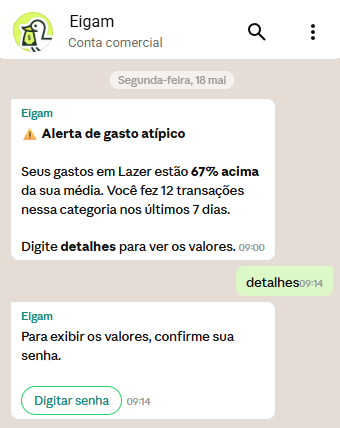 Eigam
Conta comercial
Segunda-feira, 18 mai
Eigam
⚠️ Alerta de gasto atípico
Seus gastos em Lazer estão 67% acima
da sua média. Você fez 12 transações
nessa categoria nos últimos 7 dias.
Digite detalhes para ver os valores. 09:00
detalhes 09:14
Eigam
Para exibir os valores, confirme sua
senha.
Digitar senha 09:14